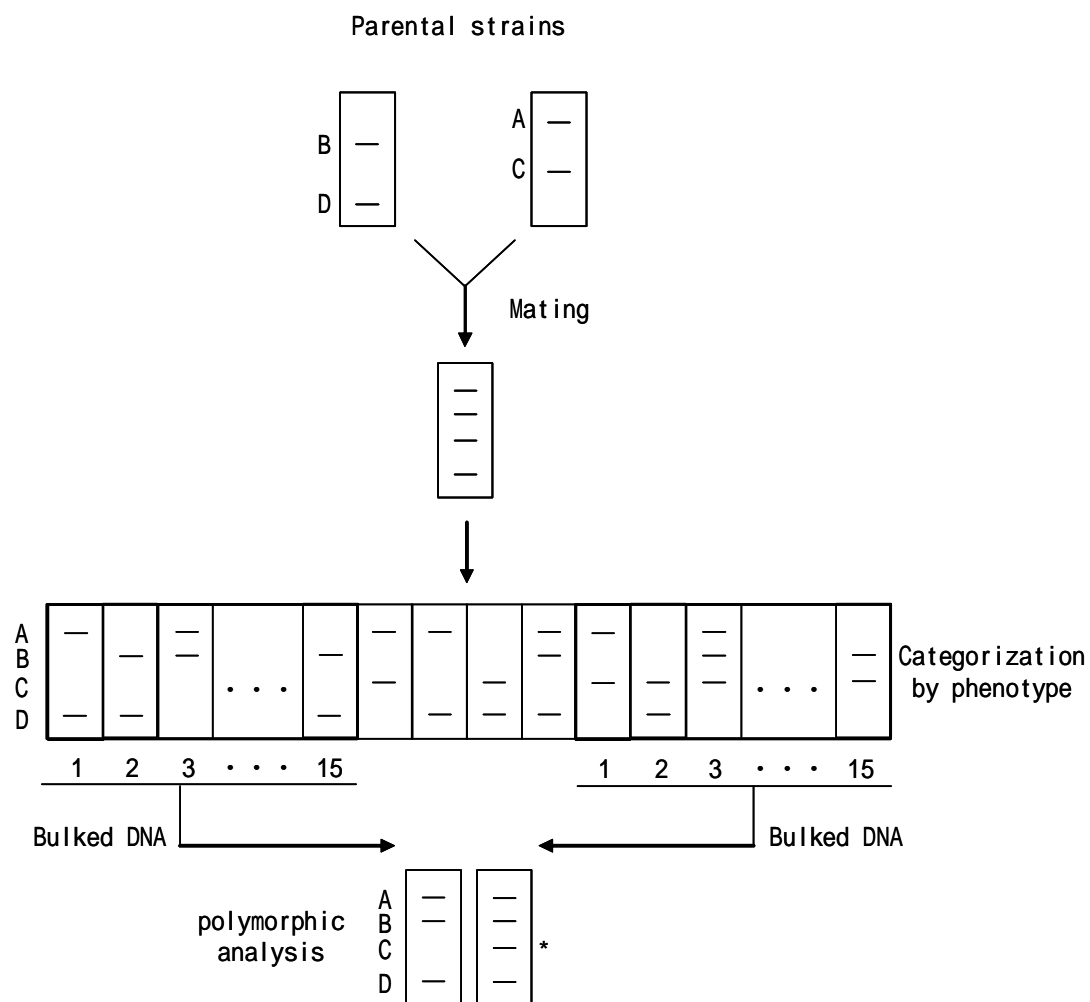 Parental strains
A
B
C
D
Mating
A
B
C
D
. . .
. . .
Categorization
by phenotype
1 2 3 . . . 15
1 2 3 . . . 15
Bulked DNA
Bulked DNA
A
B
C
D
polymorphic
analysis
*